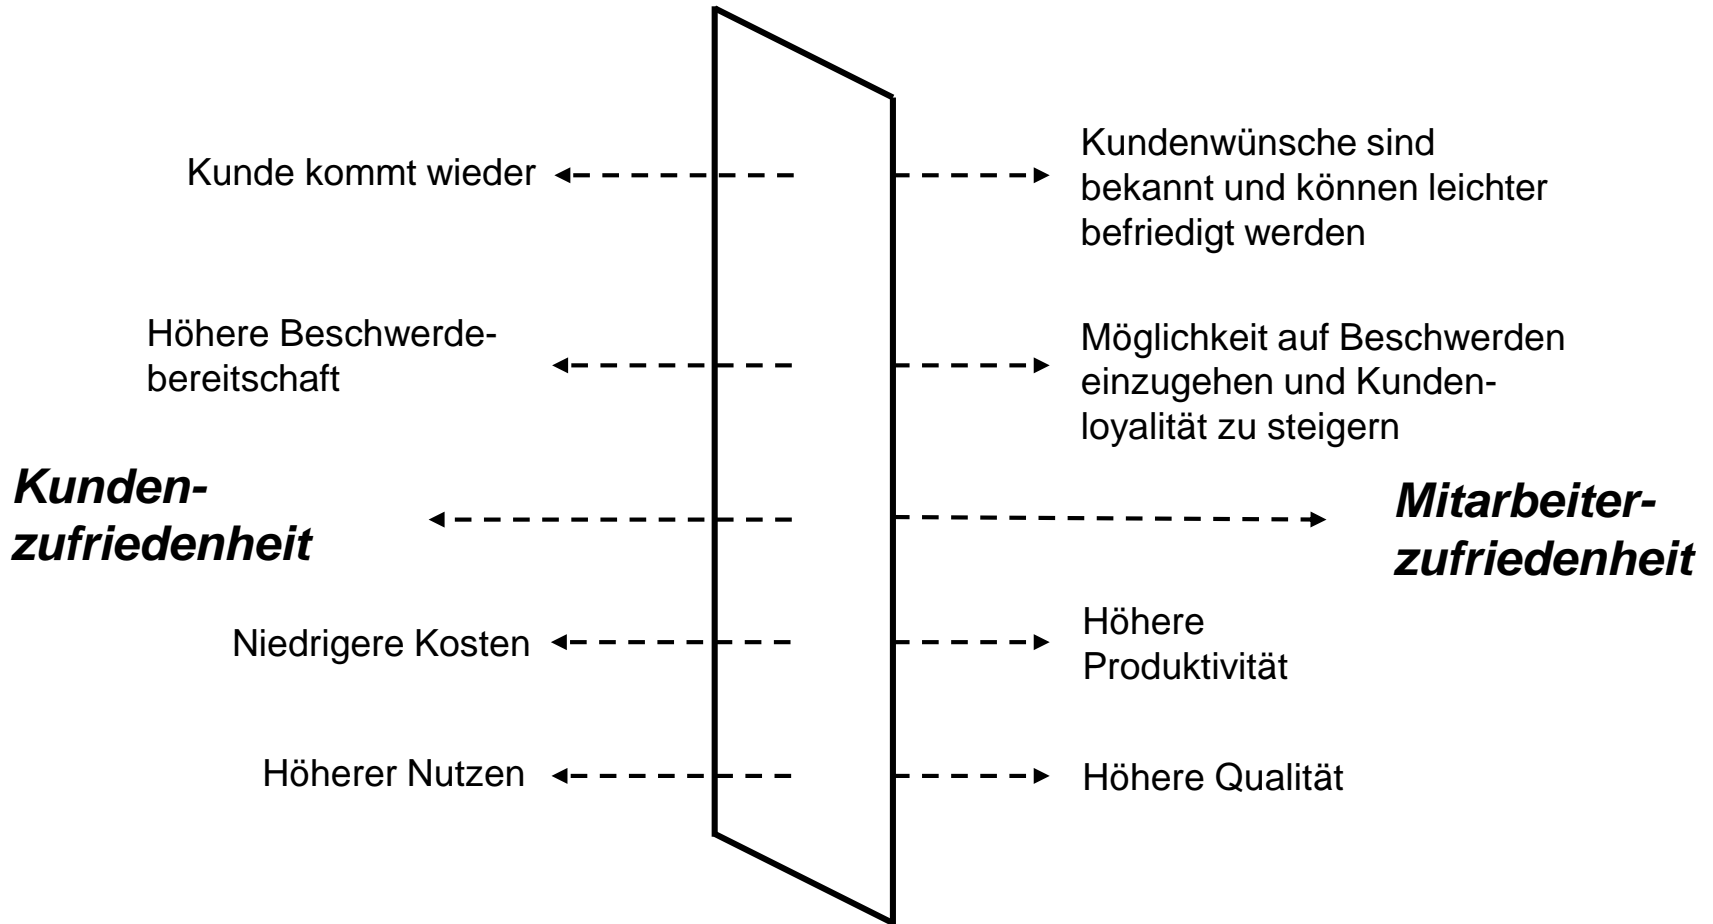 Kunde kommt wieder
Kundenwünsche sind
bekannt und können leichter
befriedigt werden
Höhere Beschwerde-
bereitschaft
Möglichkeit auf Beschwerden
einzugehen und Kunden-
loyalität zu steigern
Kunden-
zufriedenheit
Mitarbeiter-
zufriedenheit
Niedrigere Kosten
Höhere
Produktivität
Höherer Nutzen
Höhere Qualität